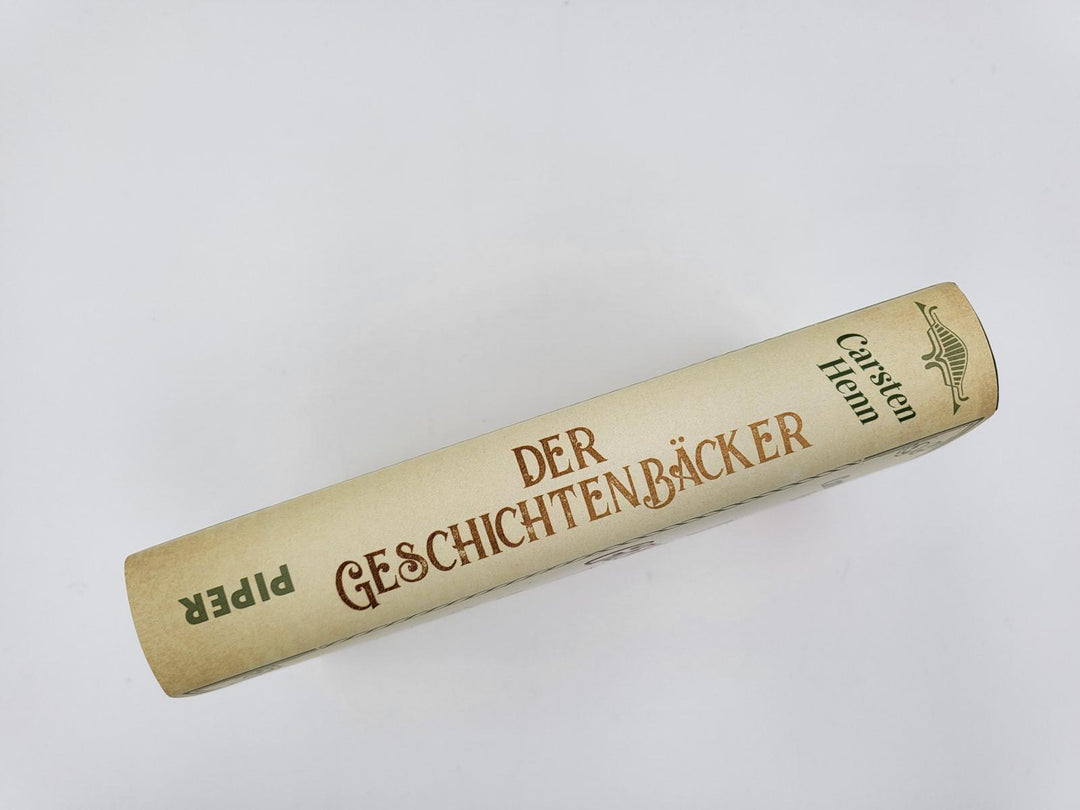 Carsten
Henn
DER
GESCHICHTENBÄCKER
PIPER